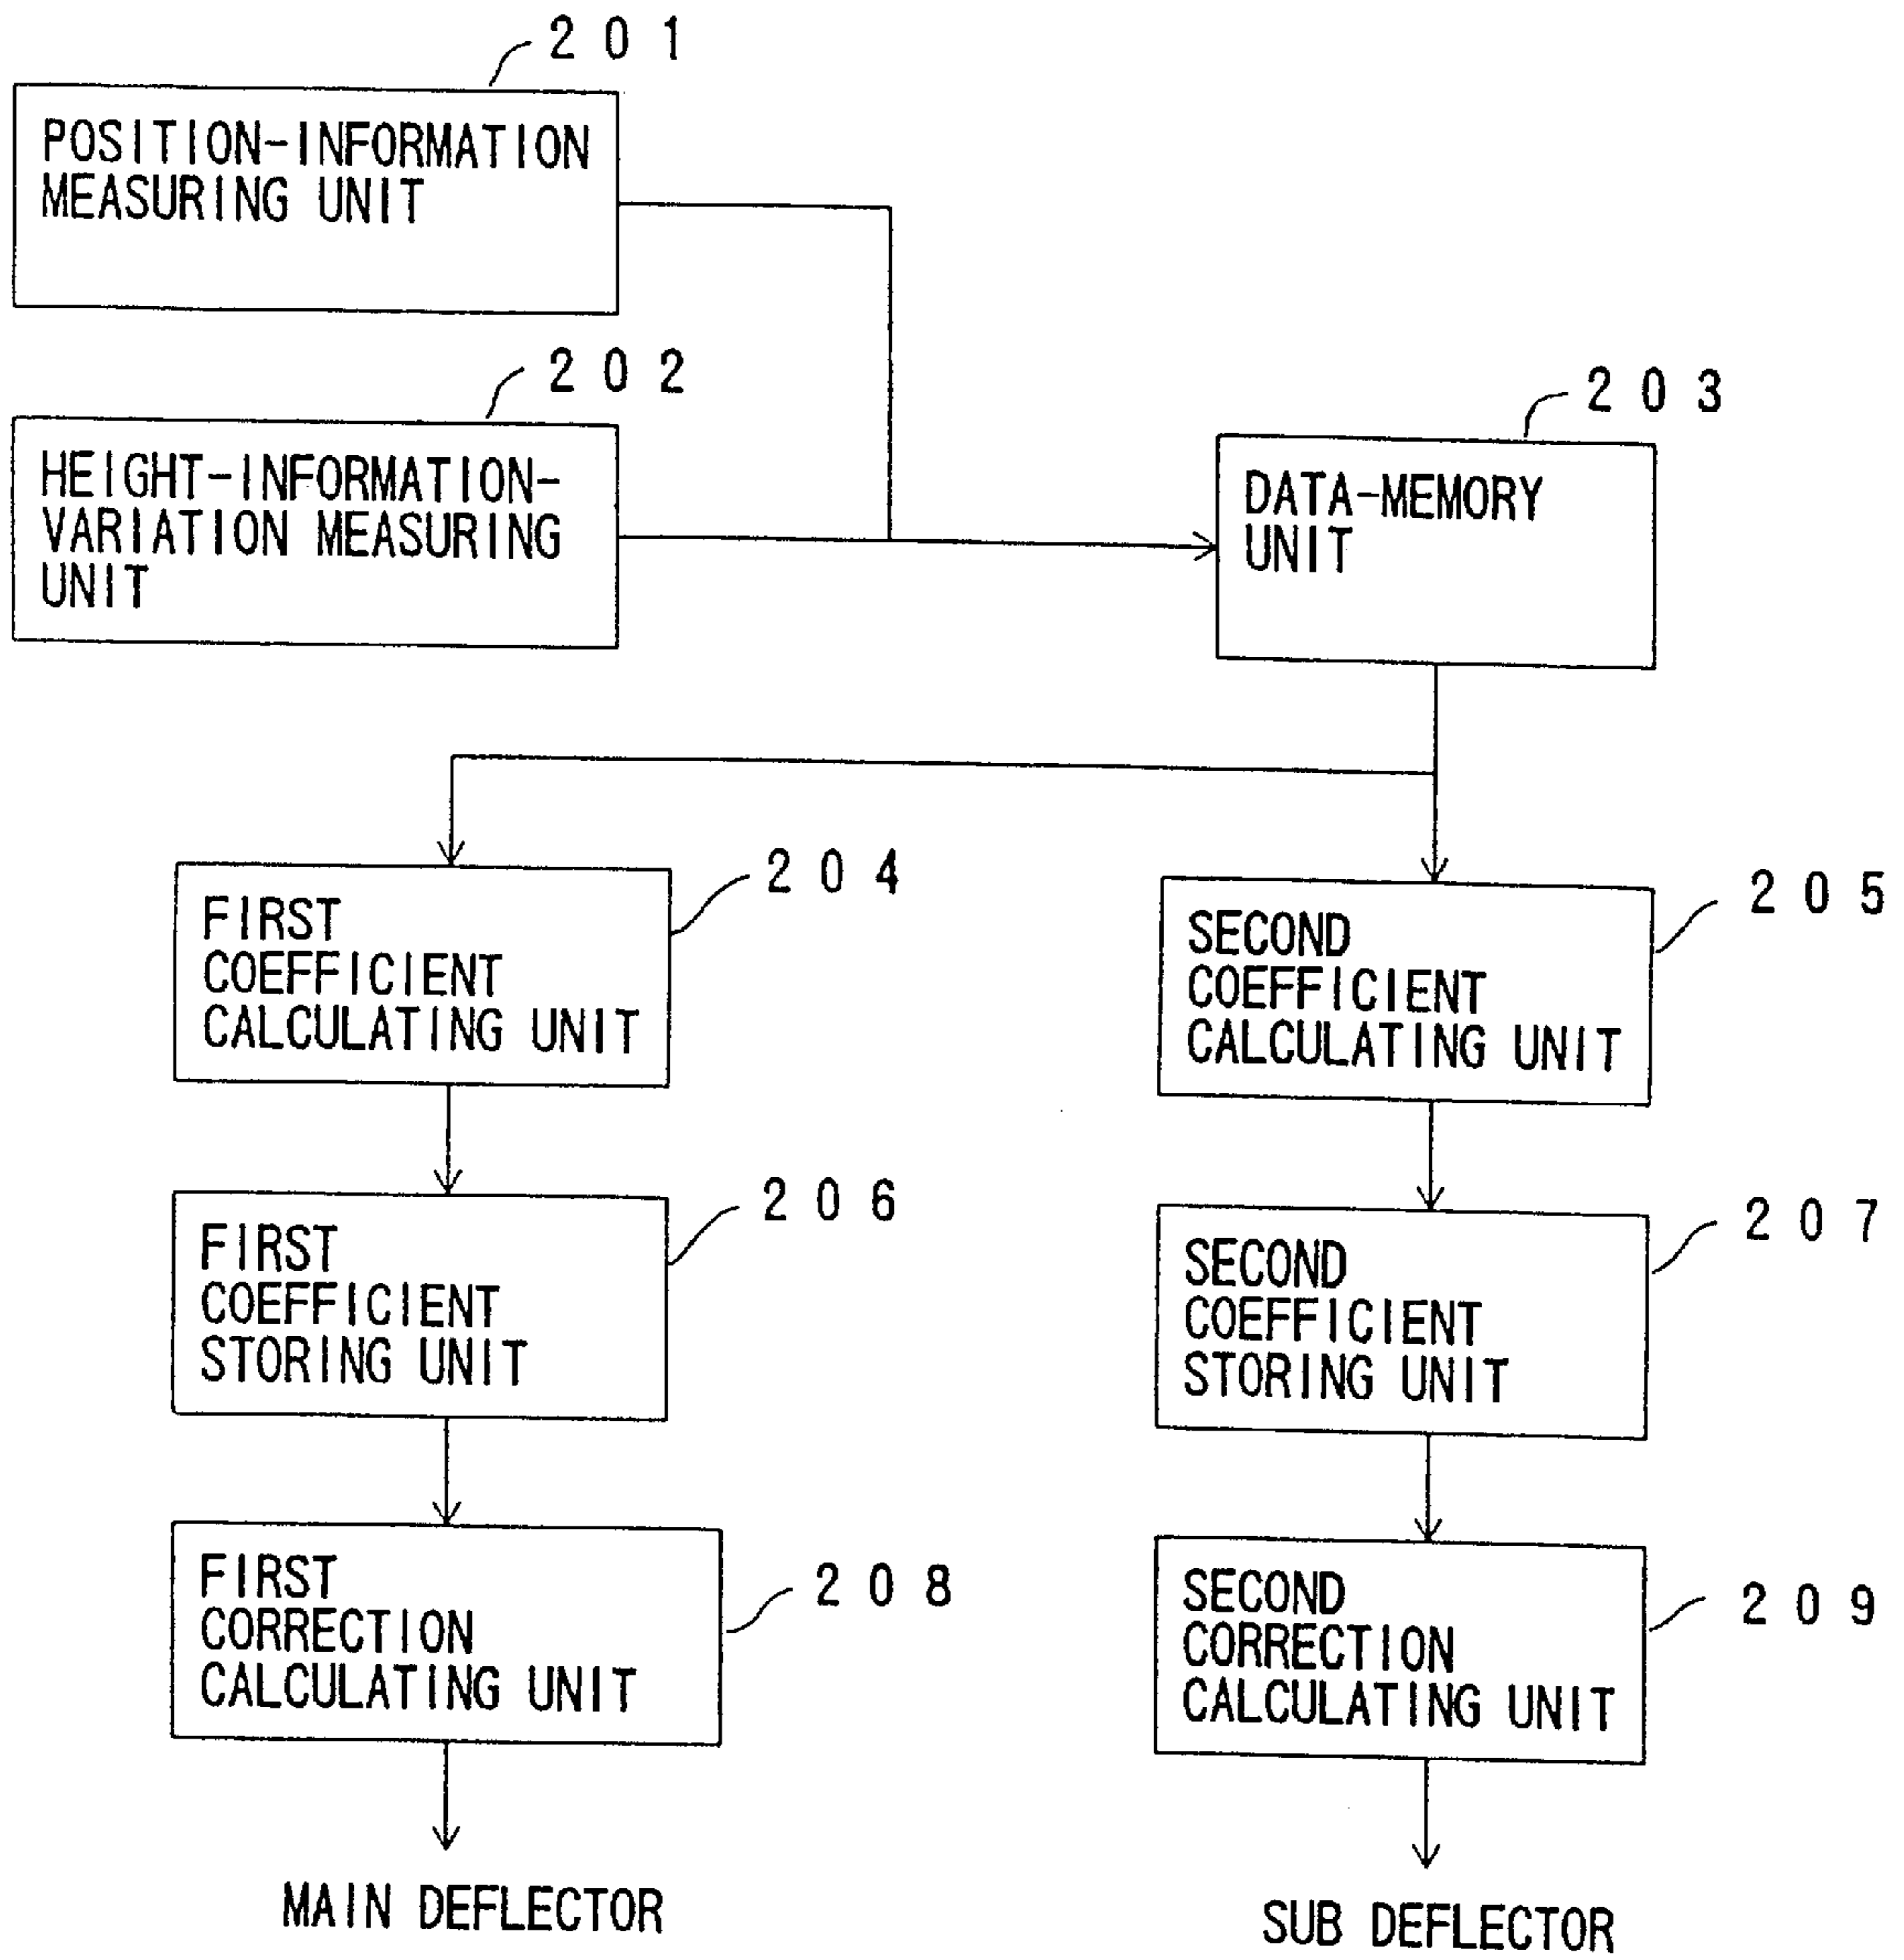 201
POSITION-INFORMATION
MEASURING UNIT
202
HEIGHT-INFORMATION-
VARIATION MEASURING
UNIT
203
DATA-MEMORY
UNIT
204
FIRST
COEFFICIENT
CALCULATING UNIT
205
SECOND
COEFFICIENT
CALCULATING UNIT
206
FIRST
COEFFICIENT
STORING UNIT
207
SECOND
COEFFICIENT
STORING UNIT
208
FIRST
CORRECTION
CALCULATING UNIT
209
SECOND
CORRECTION
CALCULATING UNIT
MAIN DEFLECTOR
SUB DEFLECTOR